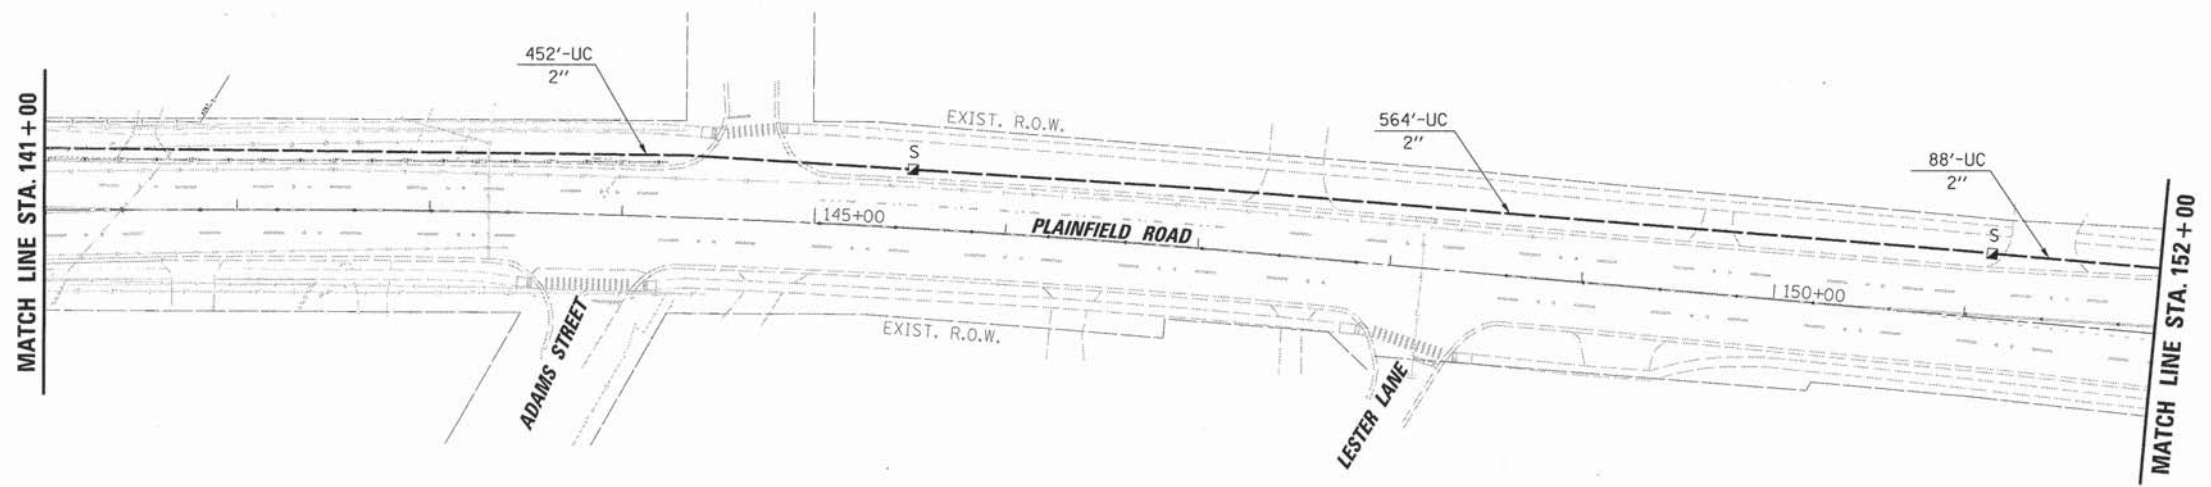 MATCH LINE STA. 141+00
452'-UC
2''
S
EXIST. R.O.W.
564'-UC
2''
88'-UC
2''
S
145+00
PLAINFIELD ROAD
150+00
ADAMS STREET
EXIST. R.O.W.
LESTER LANE
MATCH LINE STA. 152+00